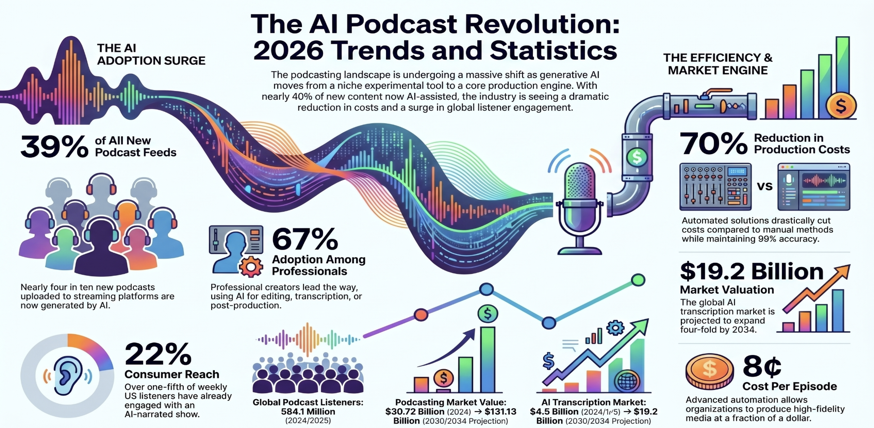 The AI Podcast Revolution:
2026 Trends and Statistics
The podcasting landscape is undergoing a massive shift as generative AI
moves from a niche experimental tool to a core production engine. With
nearly 40% of new content now AI-assisted, the industry is seeing a dramatic
reduction in costs and a surge in global listener engagement.
THE AI
ADOPTION SURGE
39% of All New
Podcast Feeds
Nearly four in ten new podcasts
uploaded to streaming platforms are
now generated by AI.
67%
Adoption Among
Professionals
Professional creators lead the way,
using AI for editing, transcription, or
post-production.
22%
Consumer Reach
Over one-fifth of weekly
US listeners have already
engaged with an
AI-narrated show.
Global Podcast Listeners:
584.1 Million
(2024/2025)
$
$
Podcasting Market Value:
$30.72 Billion (2024) → $131.13
Billion (2030/2034 Projection)
$
AI Transcription Market:
$4.5 Billion → $19.2
Billion (2030/2034 Projection)
THE EFFICIENCY &
MARKET ENGINE
$
$
70% Reduction in
Production Costs
VS
Automated solutions drastically cut
costs compared to manual methods
while maintaining 99% accuracy.
$19.2 Billion
Market Valuation
The global AI
transcription market is
projected to expand
four-fold by 2034.
$
8¢
Cost Per Episode
Advanced automation allows
organizations to produce high-fidelity
media at a fraction of a dollar.